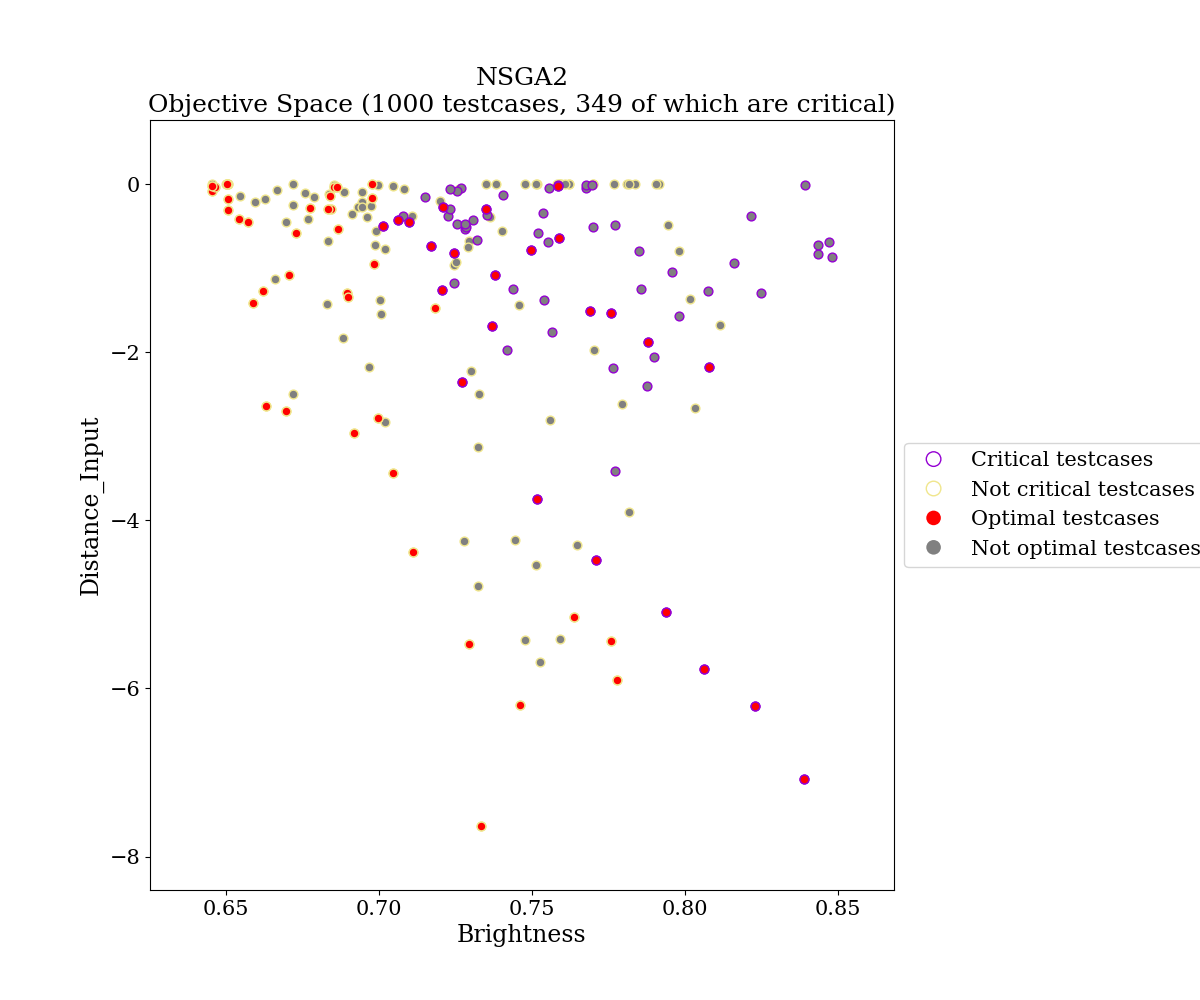 NSGA2
Objective Space (1000 testcases, 349 of which are critical)
0
−2
−4
−6
−8
Distance_Input
0.65
0.70
0.75
0.80
0.85
Brightness
Critical testcases
Not critical testcases
Optimal testcases
Not optimal testcases